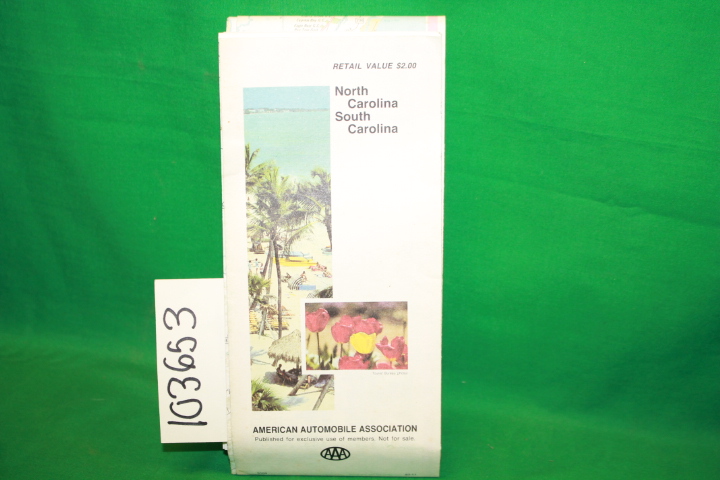 RETAIL VALUE $2.00
North
Carolina
South
Carolina
AMERICAN AUTOMOBILE ASSOCIATION
Published for exclusive use of members. Not for sale.
AAA
103653